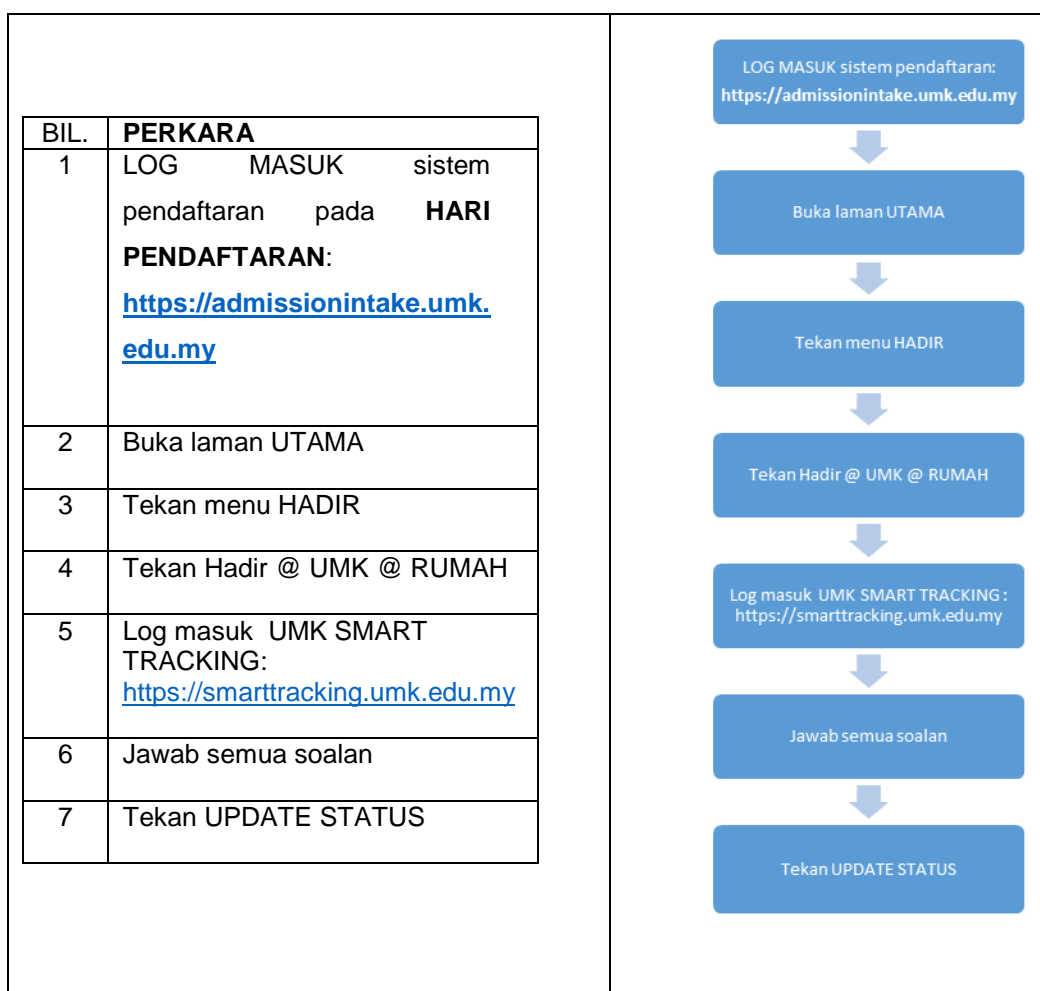 BIL. PERKARA
1 LOG MASUK sistem
pendaftaran pada HARI
PENDAFTARAN:
https://admissionintake.umk.
edu.my
2 Buka laman UTAMA
3 Tekan menu HADIR
4 Tekan Hadir @ UMK @ RUMAH
5 Log masuk UMK SMART
TRACKING:
https://smarttracking.umk.edu.my
6 Jawab semua soalan
7 Tekan UPDATE STATUS
LOG MASUK sistem pendaftaran:
https://admissionintake.umk.edu.my
Buka laman UTAMA
Tekan menu HADIR
Tekan Hadir @ UMK @ RUMAH
Log masuk UMK SMART TRACKING :
https://smarttracking.umk.edu.my
Jawab semua soalan
Tekan UPDATE STATUS